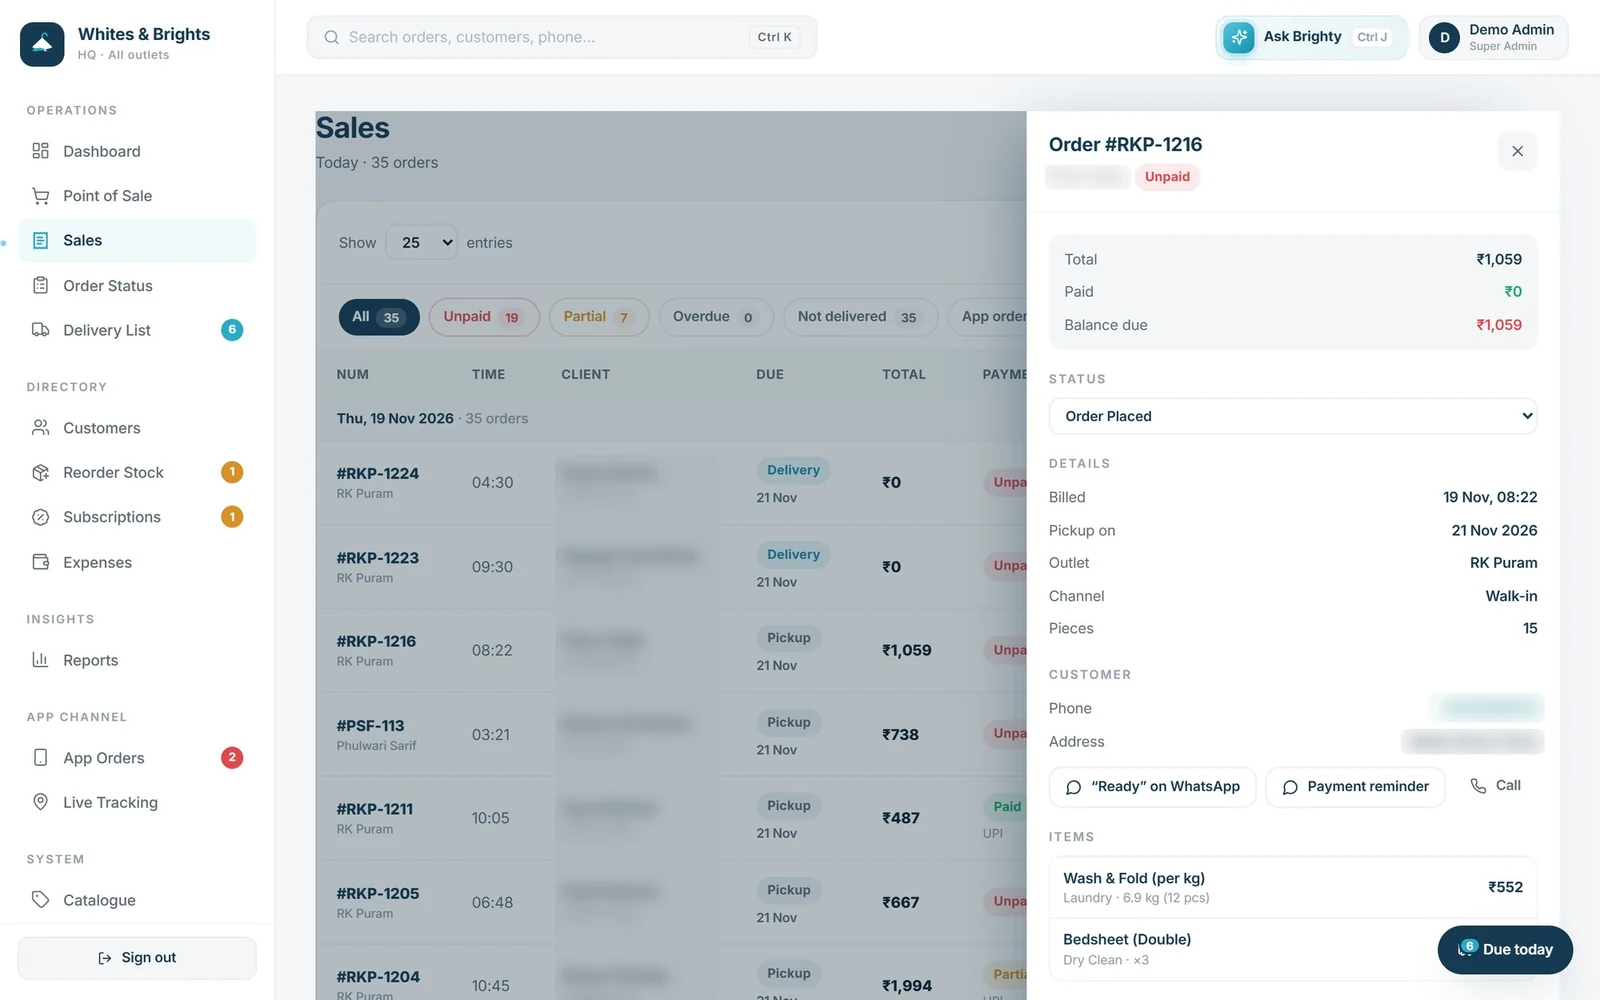 Whites & Brights
HQ · All outlets
OPERATIONS
Dashboard
Point of Sale
Sales
Order Status
Delivery List 6
DIRECTORY
Customers
Reorder Stock 1
Subscriptions 1
Expenses
INSIGHTS
Reports
APP CHANNEL
App Orders 2
Live Tracking
SYSTEM
Catalogue
Sign out
Search orders, customers, phone... Ctrl K
Ask Brighty Ctrl J
D Demo Admin
Super Admin
Sales
Today · 35 orders
Show 25 entries
All 35 Unpaid 19 Partial 7 Overdue 0 Not delivered 35 App order
NUM TIME CLIENT DUE TOTAL PAYME
Thu, 19 Nov 2026 · 35 orders
#RKP-1224 04:30 Delivery ₹0 Unpa
RK Puram 21 Nov
#RKP-1223 09:30 Delivery ₹0 Unpa
RK Puram 21 Nov
#RKP-1216 08:22 Pickup ₹1,059 Unpa
RK Puram 21 Nov
#PSF-113 03:21 Pickup ₹738 Unpa
Phulwari Sarif 21 Nov
#RKP-1211 10:05 Pickup ₹487 Paid
RK Puram 21 Nov UPI
#RKP-1205 06:48 Pickup ₹667 Unpa
RK Puram 21 Nov
#RKP-1204 10:45 Pickup ₹1,994 Parti
RK Puram 21 Nov UPI
Order #RKP-1216
Unpaid
Total ₹1,059
Paid ₹0
Balance due ₹1,059
STATUS
Order Placed
DETAILS
Billed 19 Nov, 08:22
Pickup on 21 Nov 2026
Outlet RK Puram
Channel Walk-in
Pieces 15
CUSTOMER
Phone
Address
“Ready” on WhatsApp Payment reminder Call
ITEMS
Wash & Fold (per kg) ₹552
Laundry · 6.9 kg (12 pcs)
Bedsheet (Double)
Dry Clean · ×3
6 Due today